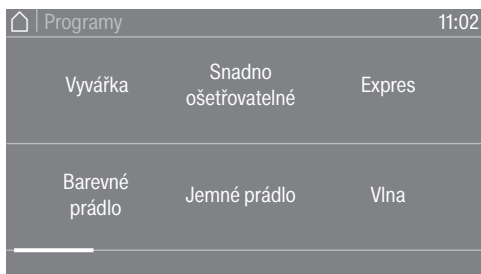 Programy 11:02
Vyvářka
Snadno
ošetřovatelné
Expres
Barevné
prádlo
Jemné prádlo
Vlna